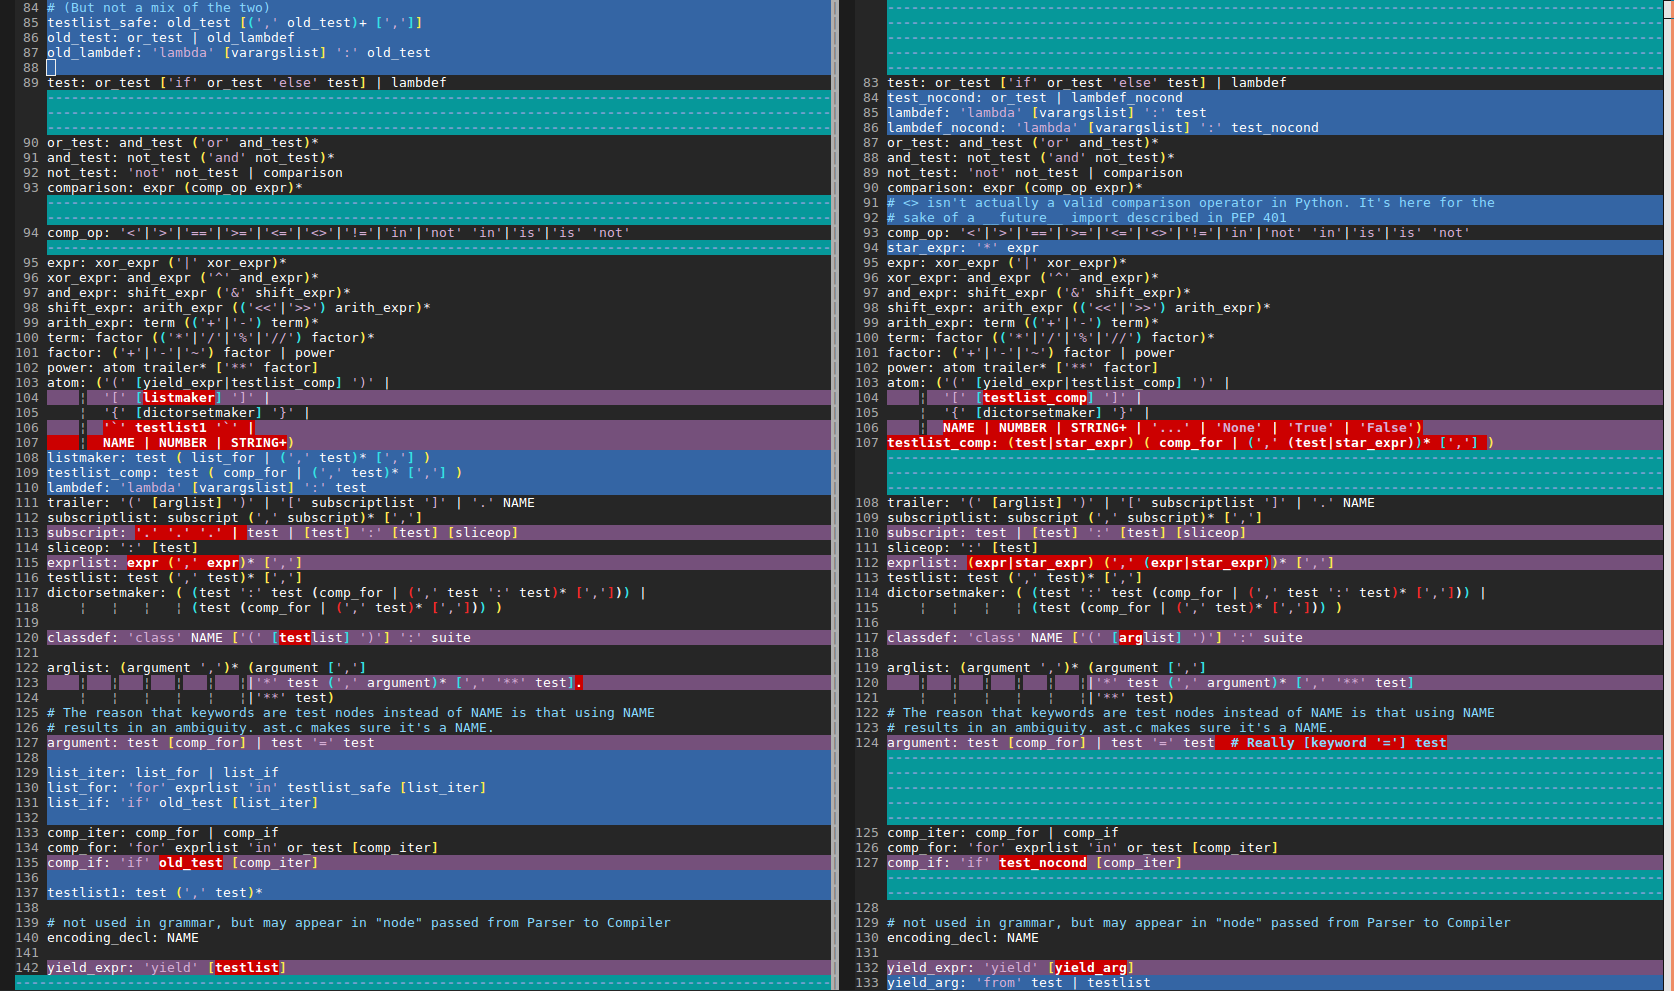 84 # (But not a mix of the two)
85 testlist_safe: old_test [(',' old_test)+ [',']]
86 old_test: or_test | old_lambdef
87 old_lambdef: 'lambda' [varargslist] ':' old_test
88
89 test: or_test ['if' or_test 'else' test] | lambdef
90 or_test: and_test ('or' and_test)*
91 and_test: not_test ('and' not_test)*
92 not_test: 'not' not_test | comparison
93 comparison: expr (comp_op expr)*
94 comp_op: '<'|'>'|'=='|'>='|'<='|'<>'|'!='|'in'|'not' 'in'|'is'|'is' 'not'
95 expr: xor_expr ('|' xor_expr)*
96 xor_expr: and_expr ('^' and_expr)*
97 and_expr: shift_expr ('&' shift_expr)*
98 shift_expr: arith_expr (('<<'|'>>') arith_expr)*
99 arith_expr: term (('+'|'-') term)*
100 term: factor (('*'|'/'|'%'|'//') factor)*
101 factor: ('+'|'-'|'~') factor | power
102 power: atom trailer* ['**' factor]
103 atom: ('(' [yield_expr|testlist_comp] ')' |
104 '[' [listmaker] ']' |
105 '{' [dictorsetmaker] '}' |
106 '`' testlist1 '`' |
107 NAME | NUMBER | STRING+)
108 listmaker: test ( list_for | (',' test)* [','] )
109 testlist_comp: test ( comp_for | (',' test)* [','] )
110 lambdef: 'lambda' [varargslist] ':' test
111 trailer: '(' [arglist] ')' | '[' subscriptlist ']' | '.' NAME
112 subscriptlist: subscript (',' subscript)* [',']
113 subscript: '.' '.' '.' | test | [test] ':' [test] [sliceop]
114 sliceop: ':' [test]
115 exprlist: expr (',' expr)* [',']
116 testlist: test (',' test)* [',']
117 dictorsetmaker: ( (test ':' test (comp_for | (',' test ':' test)* [','])) |
118 (test (comp_for | (',' test)* [','])) )
119
120 classdef: 'class' NAME ['(' [testlist] ')'] ':' suite
121
122 arglist: (argument ',')* (argument [',']
123 |'*' test (',' argument)* [',' '**' test].
124 |'**' test)
125 # The reason that keywords are test nodes instead of NAME is that using NAME
126 # results in an ambiguity. ast.c makes sure it's a NAME.
127 argument: test [comp_for] | test '=' test
128
129 list_iter: list_for | list_if
130 list_for: 'for' exprlist 'in' testlist_safe [list_iter]
131 list_if: 'if' old_test [list_iter]
132
133 comp_iter: comp_for | comp_if
134 comp_for: 'for' exprlist 'in' or_test [comp_iter]
135 comp_if: 'if' old_test [comp_iter]
136
137 testlist1: test (',' test)*
138
139 # not used in grammar, but may appear in "node" passed from Parser to Compiler
140 encoding_decl: NAME
141
142 yield_expr: 'yield' [testlist]
83 test: or_test ['if' or_test 'else' test] | lambdef
84 test_nocond: or_test | lambdef_nocond
85 lambdef: 'lambda' [varargslist] ':' test
86 lambdef_nocond: 'lambda' [varargslist] ':' test_nocond
87 or_test: and_test ('or' and_test)*
88 and_test: not_test ('and' not_test)*
89 not_test: 'not' not_test | comparison
90 comparison: expr (comp_op expr)*
91 # <> isn't actually a valid comparison operator in Python. It's here for the
92 # sake of a __future__ import described in PEP 401
93 comp_op: '<'|'>'|'=='|'>='|'<='|'<>'|'!='|'in'|'not' 'in'|'is'|'is' 'not'
94 star_expr: '*' expr
95 expr: xor_expr ('|' xor_expr)*
96 xor_expr: and_expr ('^' and_expr)*
97 and_expr: shift_expr ('&' shift_expr)*
98 shift_expr: arith_expr (('<<'|'>>') arith_expr)*
99 arith_expr: term (('+'|'-') term)*
100 term: factor (('*'|'/'|'%'|'//') factor)*
101 factor: ('+'|'-'|'~') factor | power
102 power: atom trailer* ['**' factor]
103 atom: ('(' [yield_expr|testlist_comp] ')' |
104 '[' [testlist_comp] ']' |
105 '{' [dictorsetmaker] '}' |
106 NAME | NUMBER | STRING+ | '...' | 'None' | 'True' | 'False')
107 testlist_comp: (test|star_expr) ( comp_for | (',' (test|star_expr))* [','] )
108 trailer: '(' [arglist] ')' | '[' subscriptlist ']' | '.' NAME
109 subscriptlist: subscript (',' subscript)* [',']
110 subscript: test | [test] ':' [test] [sliceop]
111 sliceop: ':' [test]
112 exprlist: (expr|star_expr) (',' (expr|star_expr))* [',']
113 testlist: test (',' test)* [',']
114 dictorsetmaker: ( (test ':' test (comp_for | (',' test ':' test)* [','])) |
115 (test (comp_for | (',' test)* [','])) )
116
117 classdef: 'class' NAME ['(' [arglist] ')'] ':' suite
118
119 arglist: (argument ',')* (argument [',']
120 |'*' test (',' argument)* [',' '**' test]
121 |'**' test)
122 # The reason that keywords are test nodes instead of NAME is that using NAME
123 # results in an ambiguity. ast.c makes sure it's a NAME.
124 argument: test [comp_for] | test '=' test  # Really [keyword '='] test
125 comp_iter: comp_for | comp_if
126 comp_for: 'for' exprlist 'in' or_test [comp_iter]
127 comp_if: 'if' test_nocond [comp_iter]
128
129 # not used in grammar, but may appear in "node" passed from Parser to Compiler
130 encoding_decl: NAME
131
132 yield_expr: 'yield' [yield_arg]
133 yield_arg: 'from' test | testlist